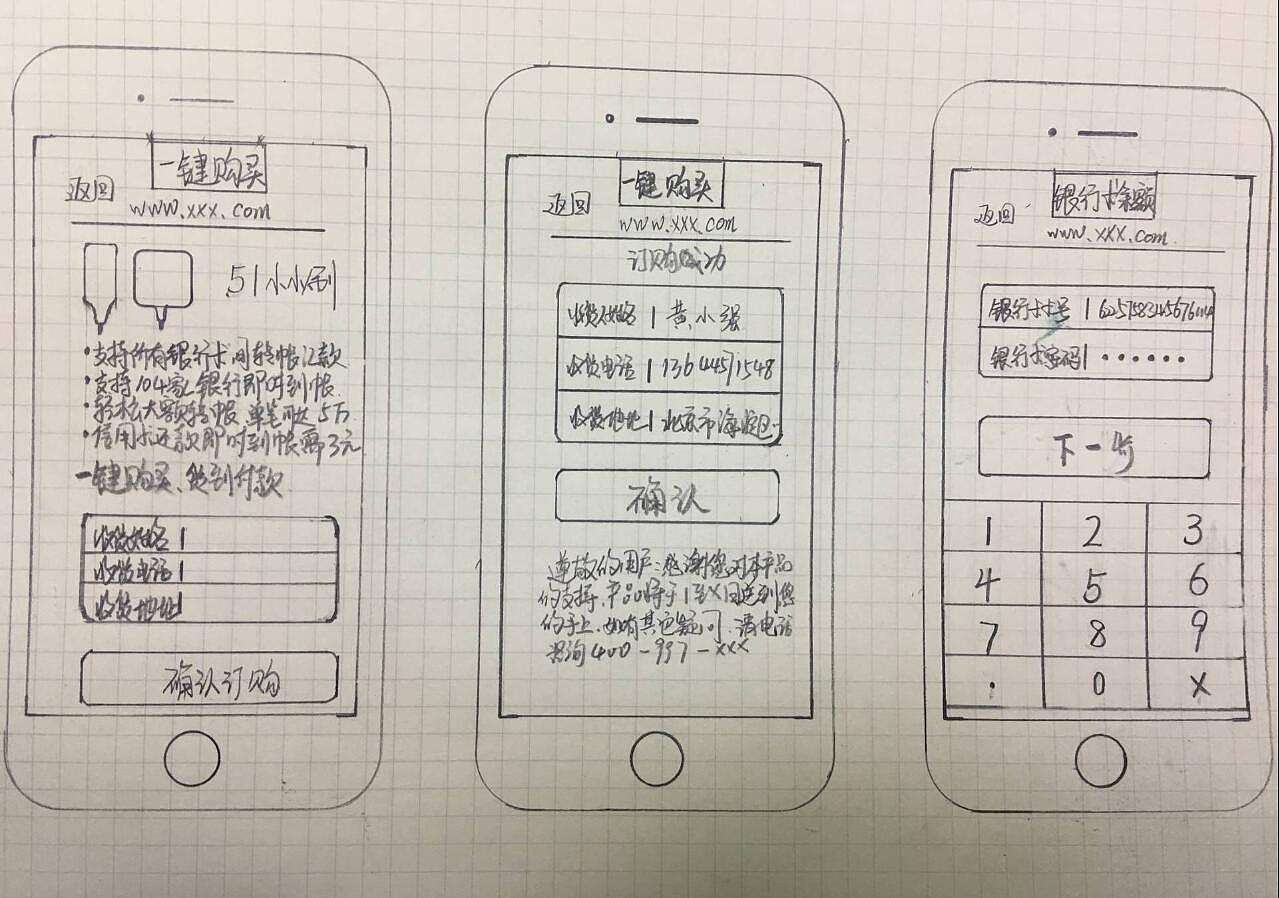 一键购买
返回
www.xxx.com
51小小刷
·支持所有银行卡间转帐汇款
·支持104家银行即时到帐
·轻松大额转帐,单笔可达5万
·信用卡还款即时到帐需3元
一键购买、货到付款
收货姓名
收货电话
收货地址
确认订购
一键购买
返回
www.xxx.com
订购成功
收货姓名 黄小强
收货电话
收货地址 北京市海淀区…
确认
尊敬的用户:感谢您对本产品
的支持,产品将于1至X日送到您
的手上,如有其它疑问,请电话
咨询400-997-xxx
银行卡余额
返回
www.xxx.com
银行卡卡号
银行卡密码 ······
下一步
1 2 3
4 5 6
7 8 9
· 0 X